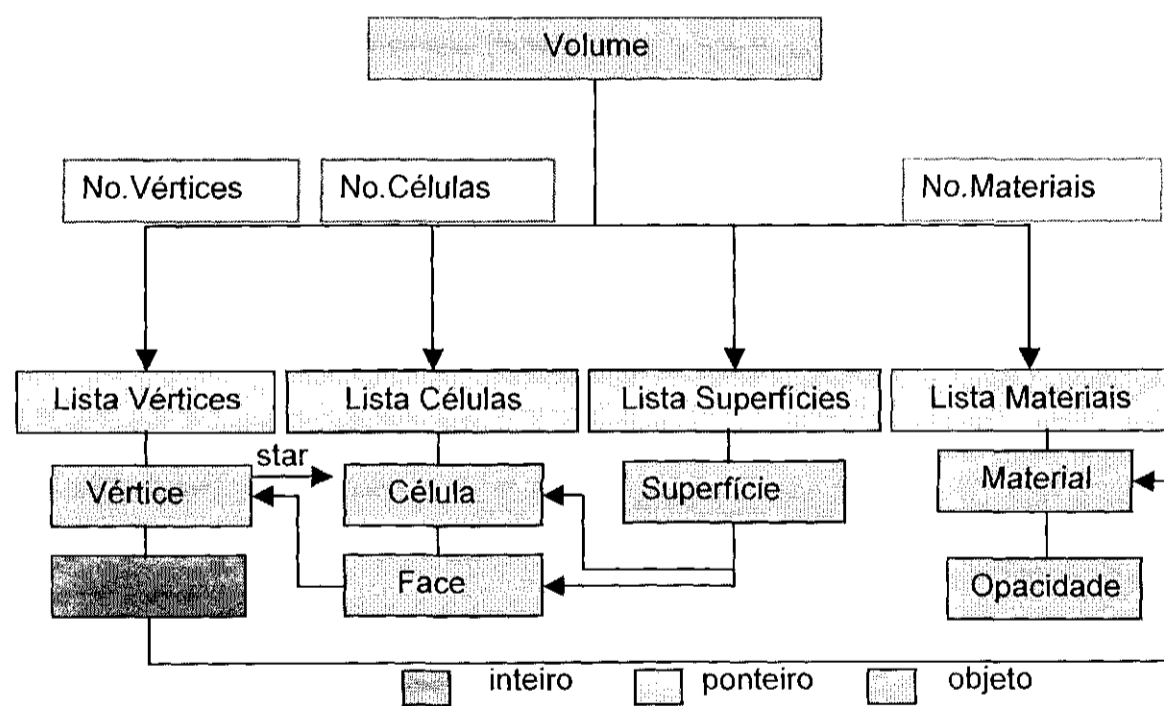 Volume
No.Vértices
No.Células
No.Materiais
Lista Vértices
Lista Células
Lista Superfícies
Lista Materiais
star
Vértice
Célula
Superfície
Material
Face
Opacidade
inteiro
ponteiro
objeto